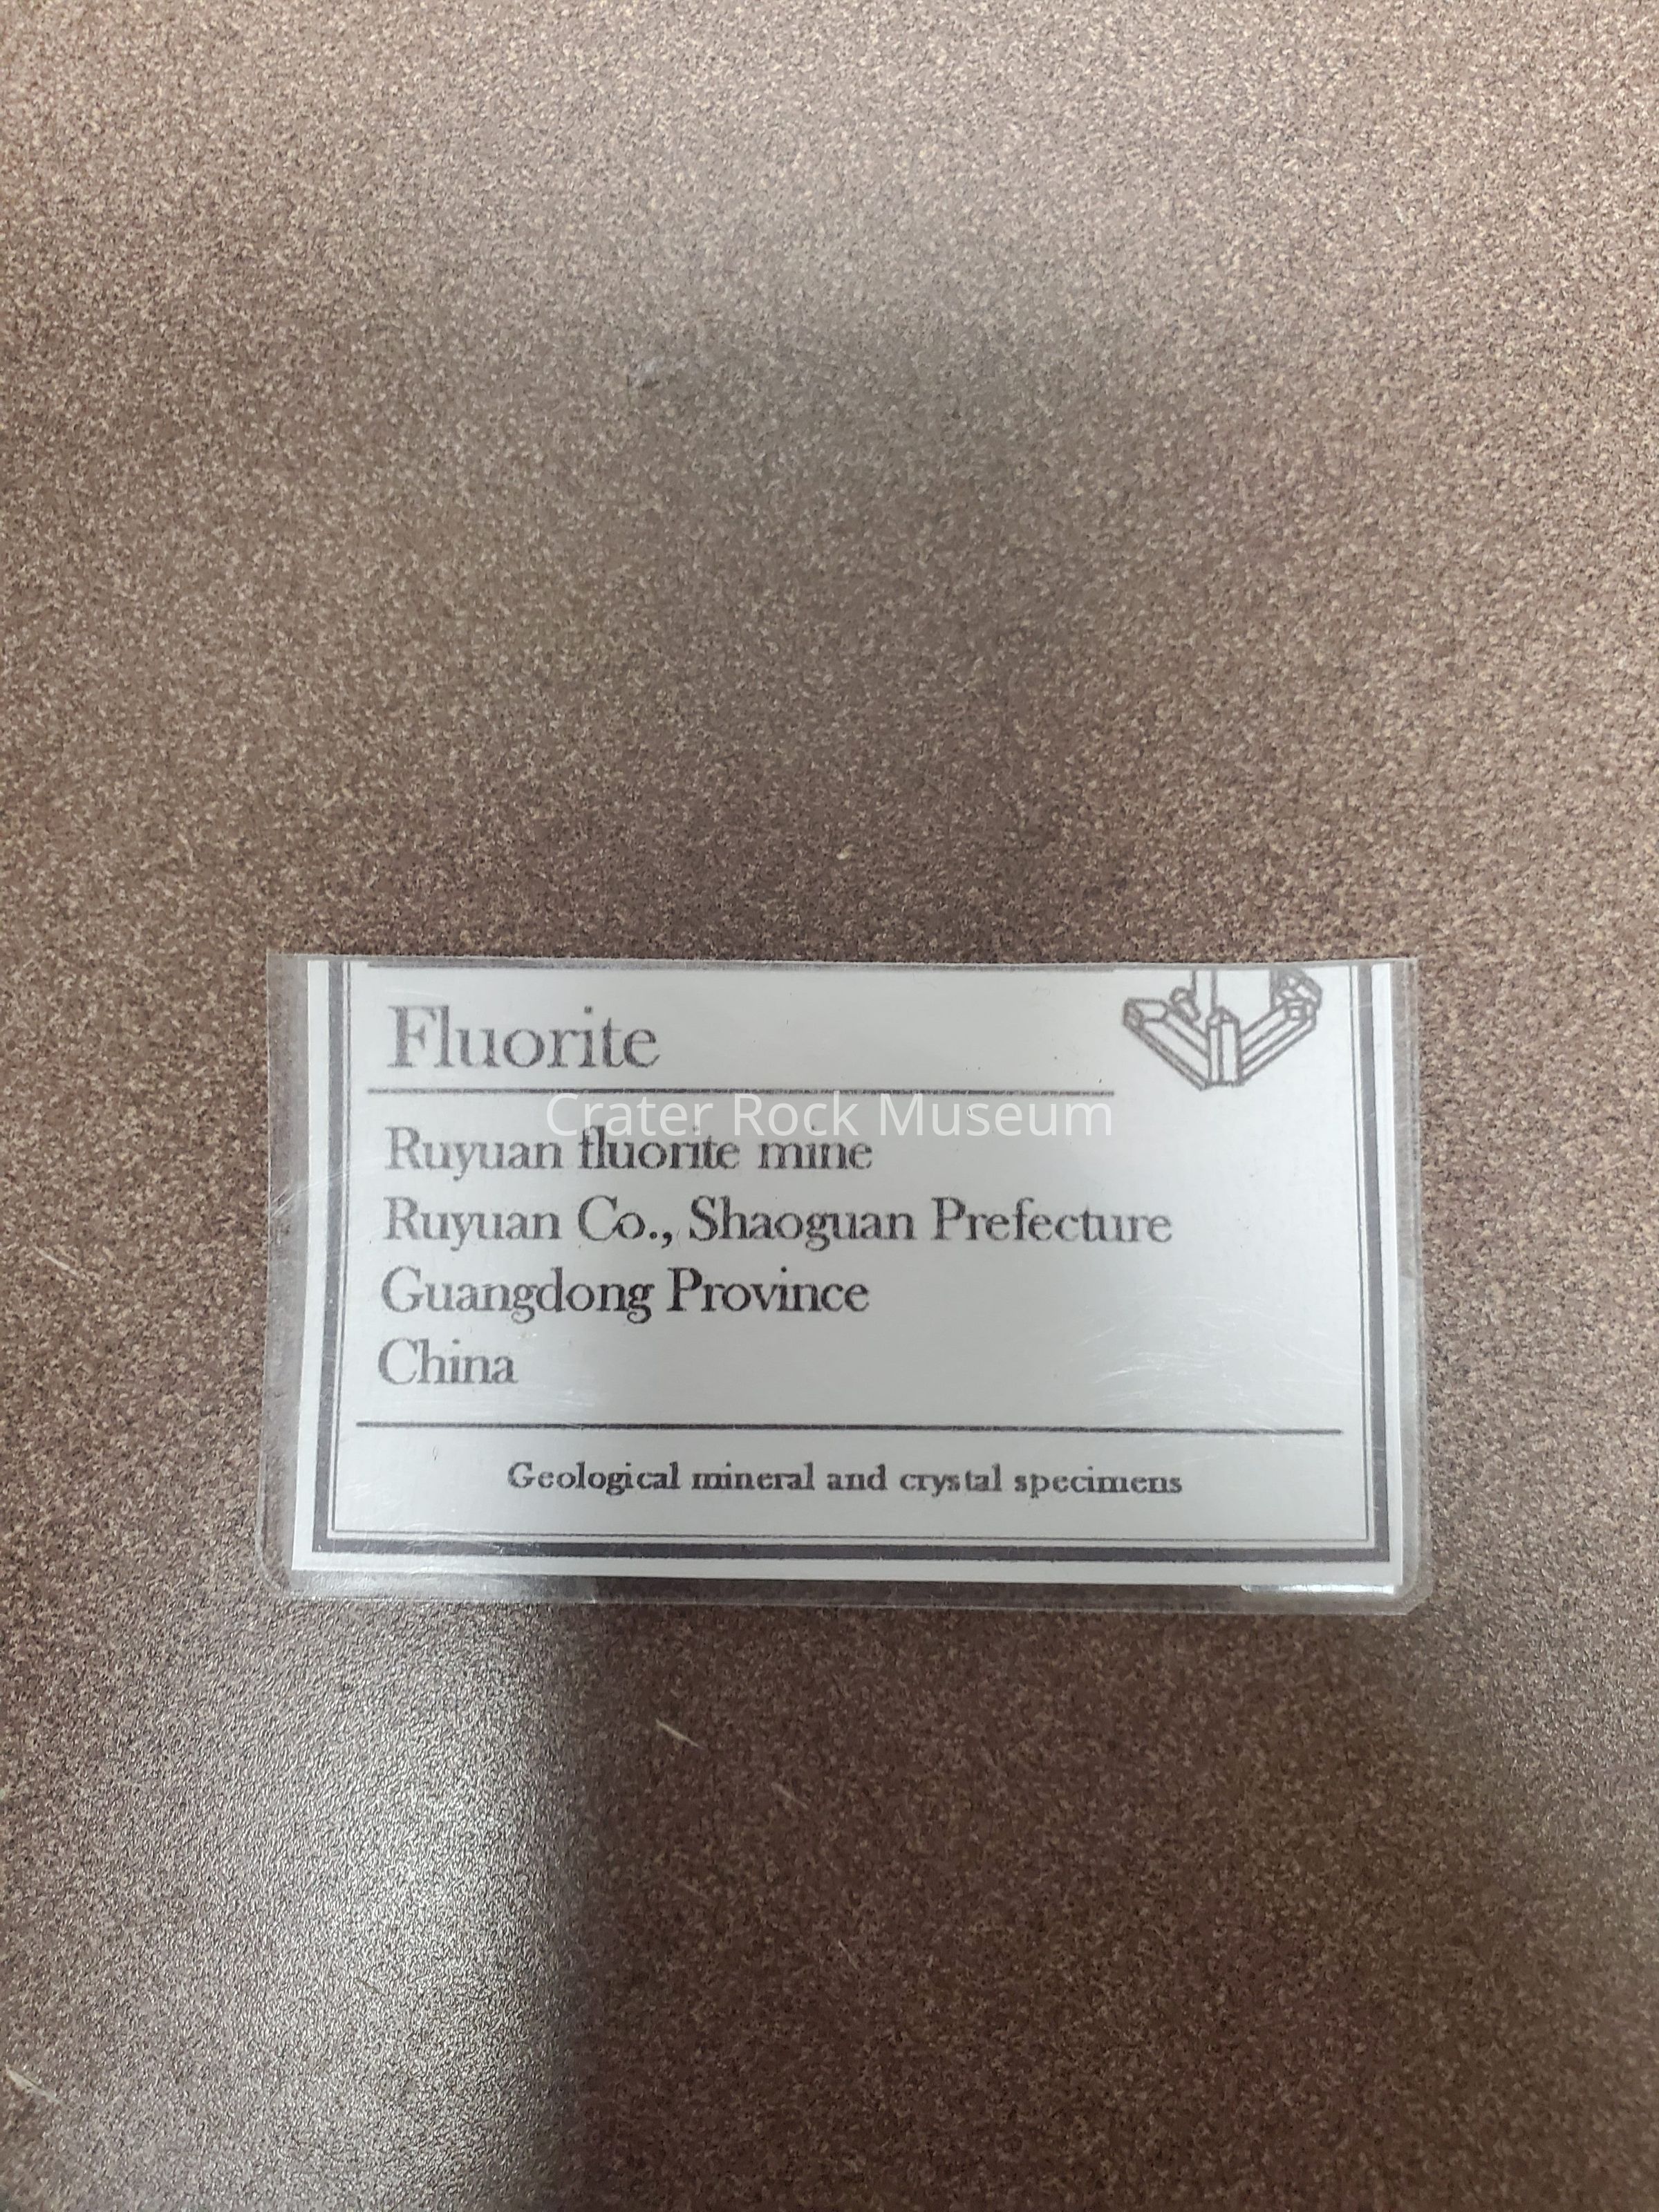 Fluorite
Crater Rock Museum
Ruyuan fluorite mine
Ruyuan Co., Shaoguan Prefecture
Guangdong Province
China
Geological mineral and crystal specimens